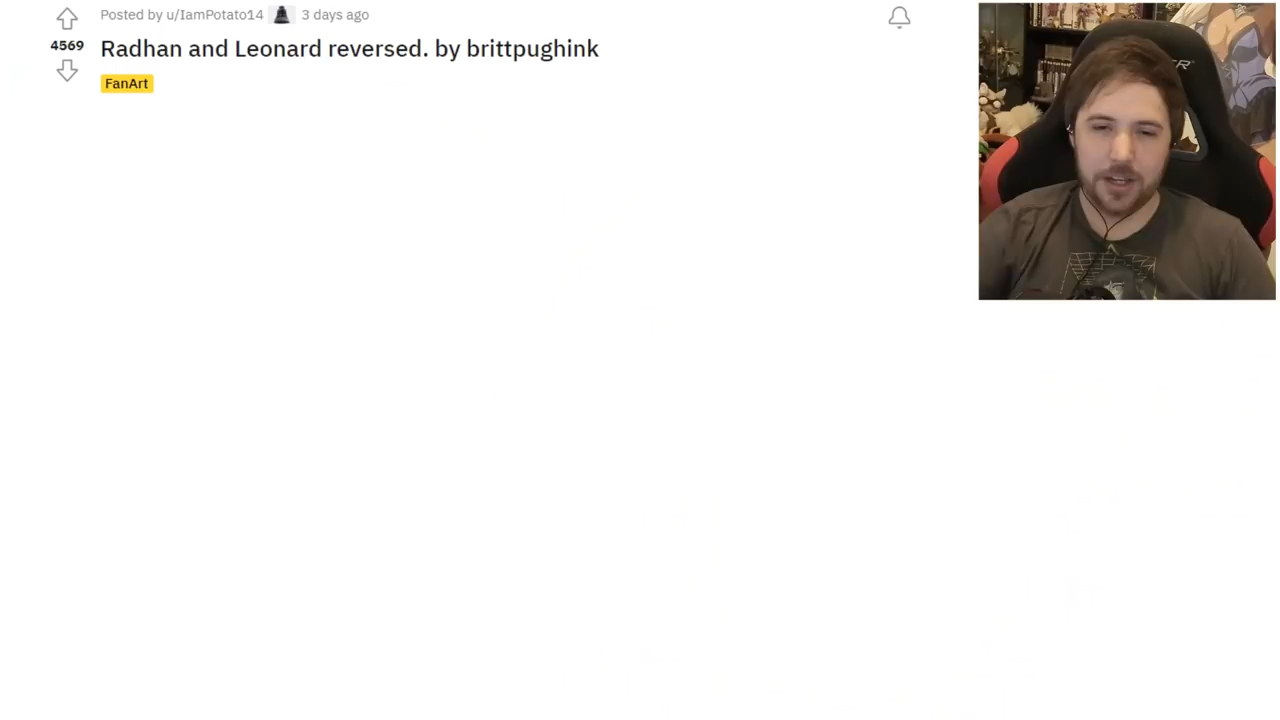 Posted by u/IamPotato14 3 days ago
4569
Radhan and Leonard reversed. by brittpughink
FanArt